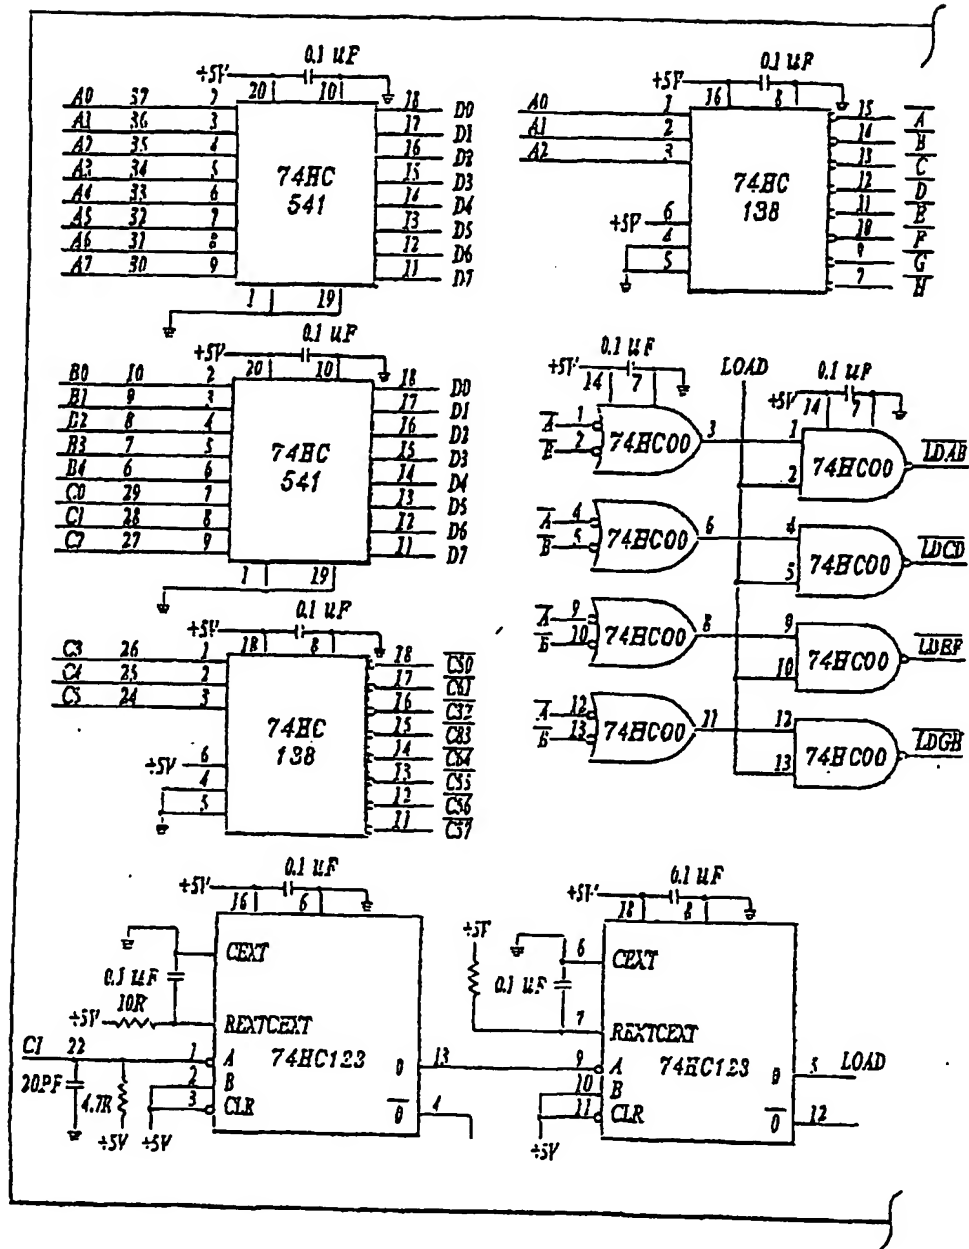 0.1 uF
+5V
20 10
A0 37 2 18 D0
A1 36 3 17 D1
A2 35 4 16 D2
A3 34 5 15 D3
A4 33 6 14 D4
A5 32 7 13 D5
A6 31 8 12 D6
A7 30 9 11 D7
74HC
541
1 19
0.1 uF
+5V
16 8
A0 1 15 A
A1 2 14 B
A2 3 13 C
12 D
11 E
10 F
9 G
7 H
74HC
138
+5V 6
4
5
0.1 uF
+5V
20 10
B0 10 2 18 D0
B1 9 3 17 D1
B2 8 4 16 D2
B3 7 5 15 D3
B4 6 6 14 D4
C0 29 7 13 D5
C1 28 8 12 D6
C2 27 9 11 D7
74HC
541
1 19
0.1 uF
+5V
14 7
LOAD
0.1 uF
+5V
14 7
A 1
B 2
74HC00
3
1
2
74HC00
LDAB
A 4
B 5
74HC00
6
4
5
74HC00
LDCD
A 9
B 10
74HC00
8
9
10
74HC00
LDEF
A 12
B 13
74HC00
11
12
13
74HC00
LDGH
0.1 uF
+5V
18 8
C3 26 1 18 CS0
C4 25 2 17 CS1
C5 24 3 16 CS2
15 CS3
14 CS4
13 CS5
12 CS6
11 CS7
74HC
138
+5V 6
4
5
0.1 uF
+5V
16 6
CEXT
0.1 uF
10R
+5V
REXTCEXT
74HC123
C7 22
1 A
2 B
3 CLR
20PF
4.7R
+5V +5V
Q 13
Q 4
0.1 uF
+5V
18 8
+5V
6 CEXT
0.1 uF
7 REXTCEXT
74HC123
9 A
10 B
11 CLR
+5V
Q 5 LOAD
Q 12